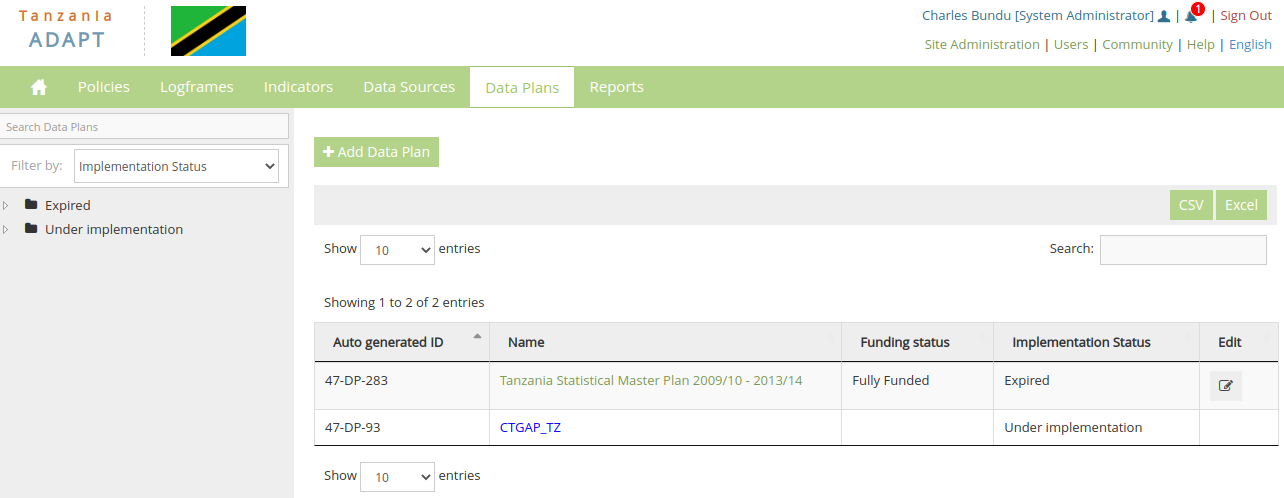 Tanzania
ADAPT
Charles Bundu [System Administrator] | 1 | Sign Out
Site Administration | Users | Community | Help | English
Policies Logframes Indicators Data Sources Data Plans Reports
Search Data Plans
Filter by: Implementation Status
Expired
Under implementation
Add Data Plan
CSV Excel
Show 10 entries Search:
Showing 1 to 2 of 2 entries
Auto generated ID Name Funding status Implementation Status Edit
47-DP-283 Tanzania Statistical Master Plan 2009/10 - 2013/14 Fully Funded Expired
47-DP-93 CTGAP_TZ Under implementation
Show 10 entries